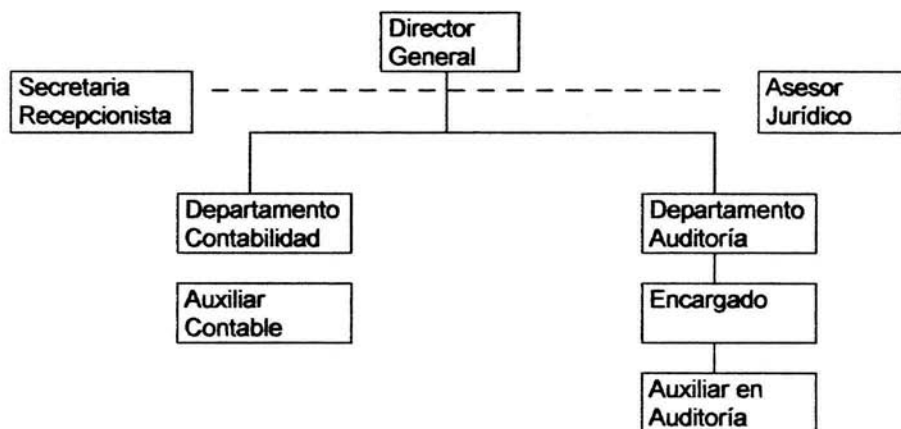 Director
General
Secretaria
Recepcionista
Asesor
Jurídico
Departamento
Contabilidad
Departamento
Auditoría
Auxiliar
Contable
Encargado
Auxiliar en
Auditoría